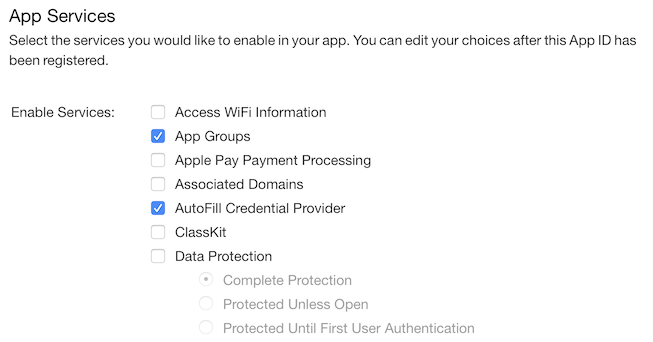 App Services
Select the services you would like to enable in your app. You can edit your choices after this App ID has
been registered.
Enable Services:
Access WiFi Information
App Groups
Apple Pay Payment Processing
Associated Domains
AutoFill Credential Provider
ClassKit
Data Protection
Complete Protection
Protected Unless Open
Protected Until First User Authentication